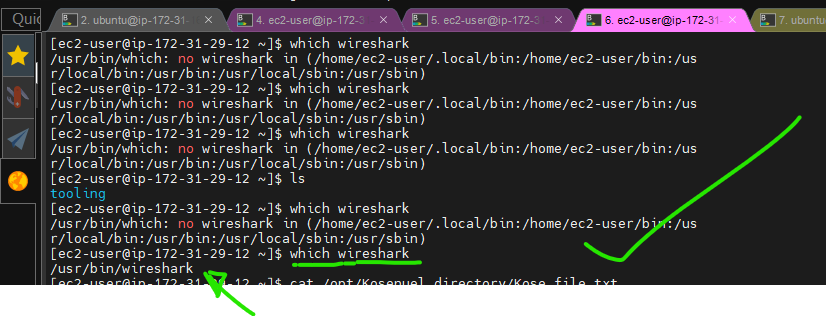 Quic
2. ubuntu@ip-172-31-
4. ec2-user@ip-172-3
5. ec2-user@ip-172-3
6. ec2-user@ip-172-31-
7. ubuntu@
[ec2-user@ip-172-31-29-12 ~]$ which wireshark
/usr/bin/which: no wireshark in (/home/ec2-user/.local/bin:/home/ec2-user/bin:/us
r/local/bin:/usr/bin:/usr/local/sbin:/usr/sbin)
[ec2-user@ip-172-31-29-12 ~]$ which wireshark
/usr/bin/which: no wireshark in (/home/ec2-user/.local/bin:/home/ec2-user/bin:/us
r/local/bin:/usr/bin:/usr/local/sbin:/usr/sbin)
[ec2-user@ip-172-31-29-12 ~]$ which wireshark
/usr/bin/which: no wireshark in (/home/ec2-user/.local/bin:/home/ec2-user/bin:/us
r/local/bin:/usr/bin:/usr/local/sbin:/usr/sbin)
[ec2-user@ip-172-31-29-12 ~]$ ls
tooling
[ec2-user@ip-172-31-29-12 ~]$ which wireshark
/usr/bin/which: no wireshark in (/home/ec2-user/.local/bin:/home/ec2-user/bin:/us
r/local/bin:/usr/bin:/usr/local/sbin:/usr/sbin)
[ec2-user@ip-172-31-29-12 ~]$ which wireshark
/usr/bin/wireshark
[ec2-user@ip-172-31-29-12 ~]$ cat /opt/Kosenuel directory/Kose file.txt